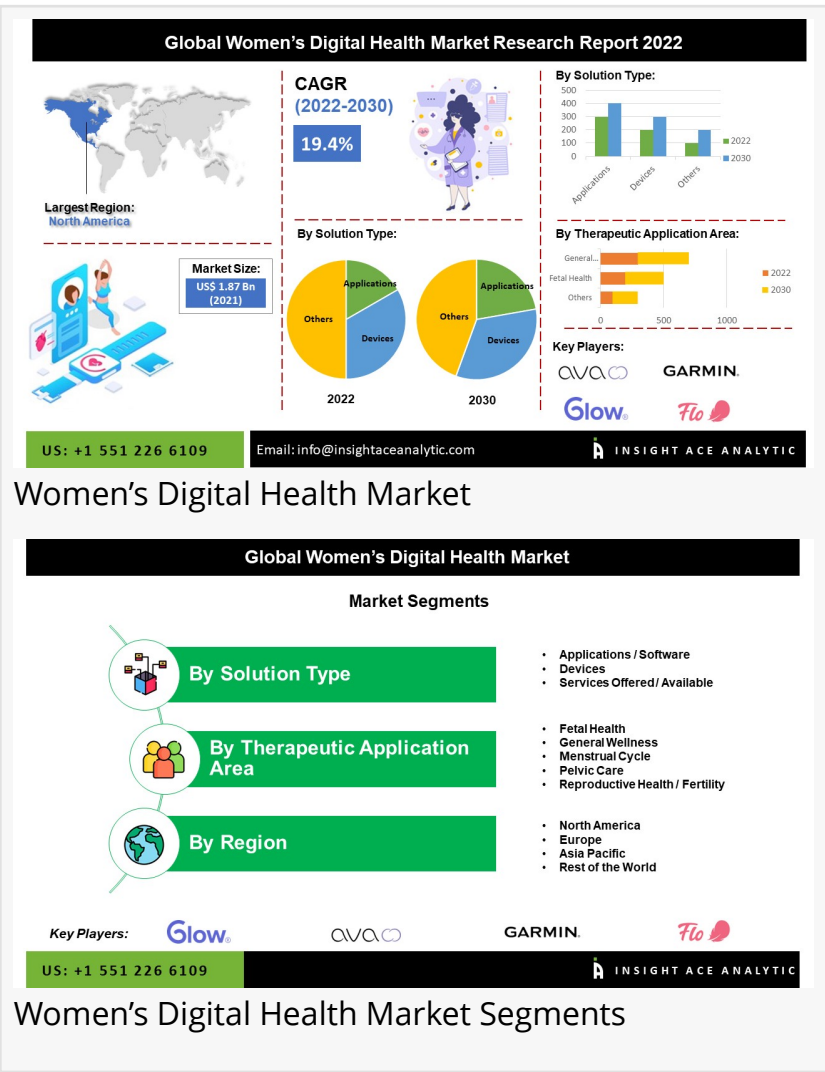 Global Women’s Digital Health Market Research Report 2022
Largest Region:
North America
CAGR
(2022-2030)
19.4%
By Solution Type:
500
400
300
200
100
0
Applications
Devices
Others
2022
2030
Market Size:
US$ 1.87 Bn
(2021)
By Solution Type:
Applications
Others
Devices
2022
Applications
Others
Devices
2030
By Therapeutic Application Area:
General...
Fetal Health
Others
0 500 1000
2022
2030
Key Players:
ava
GARMIN.
Glow®
Flo
US: +1 551 226 6109
Email: info@insightaceanalytic.com
INSIGHT ACE ANALYTIC
Women’s Digital Health Market
Global Women’s Digital Health Market
Market Segments
By Solution Type
• Applications / Software
• Devices
• Services Offered / Available
By Therapeutic Application
Area
• Fetal Health
• General Wellness
• Menstrual Cycle
• Pelvic Care
• Reproductive Health / Fertility
By Region
• North America
• Europe
• Asia Pacific
• Rest of the World
Key Players:
Glow®
ava
GARMIN.
Flo
US: +1 551 226 6109
INSIGHT ACE ANALYTIC
Women’s Digital Health Market Segments